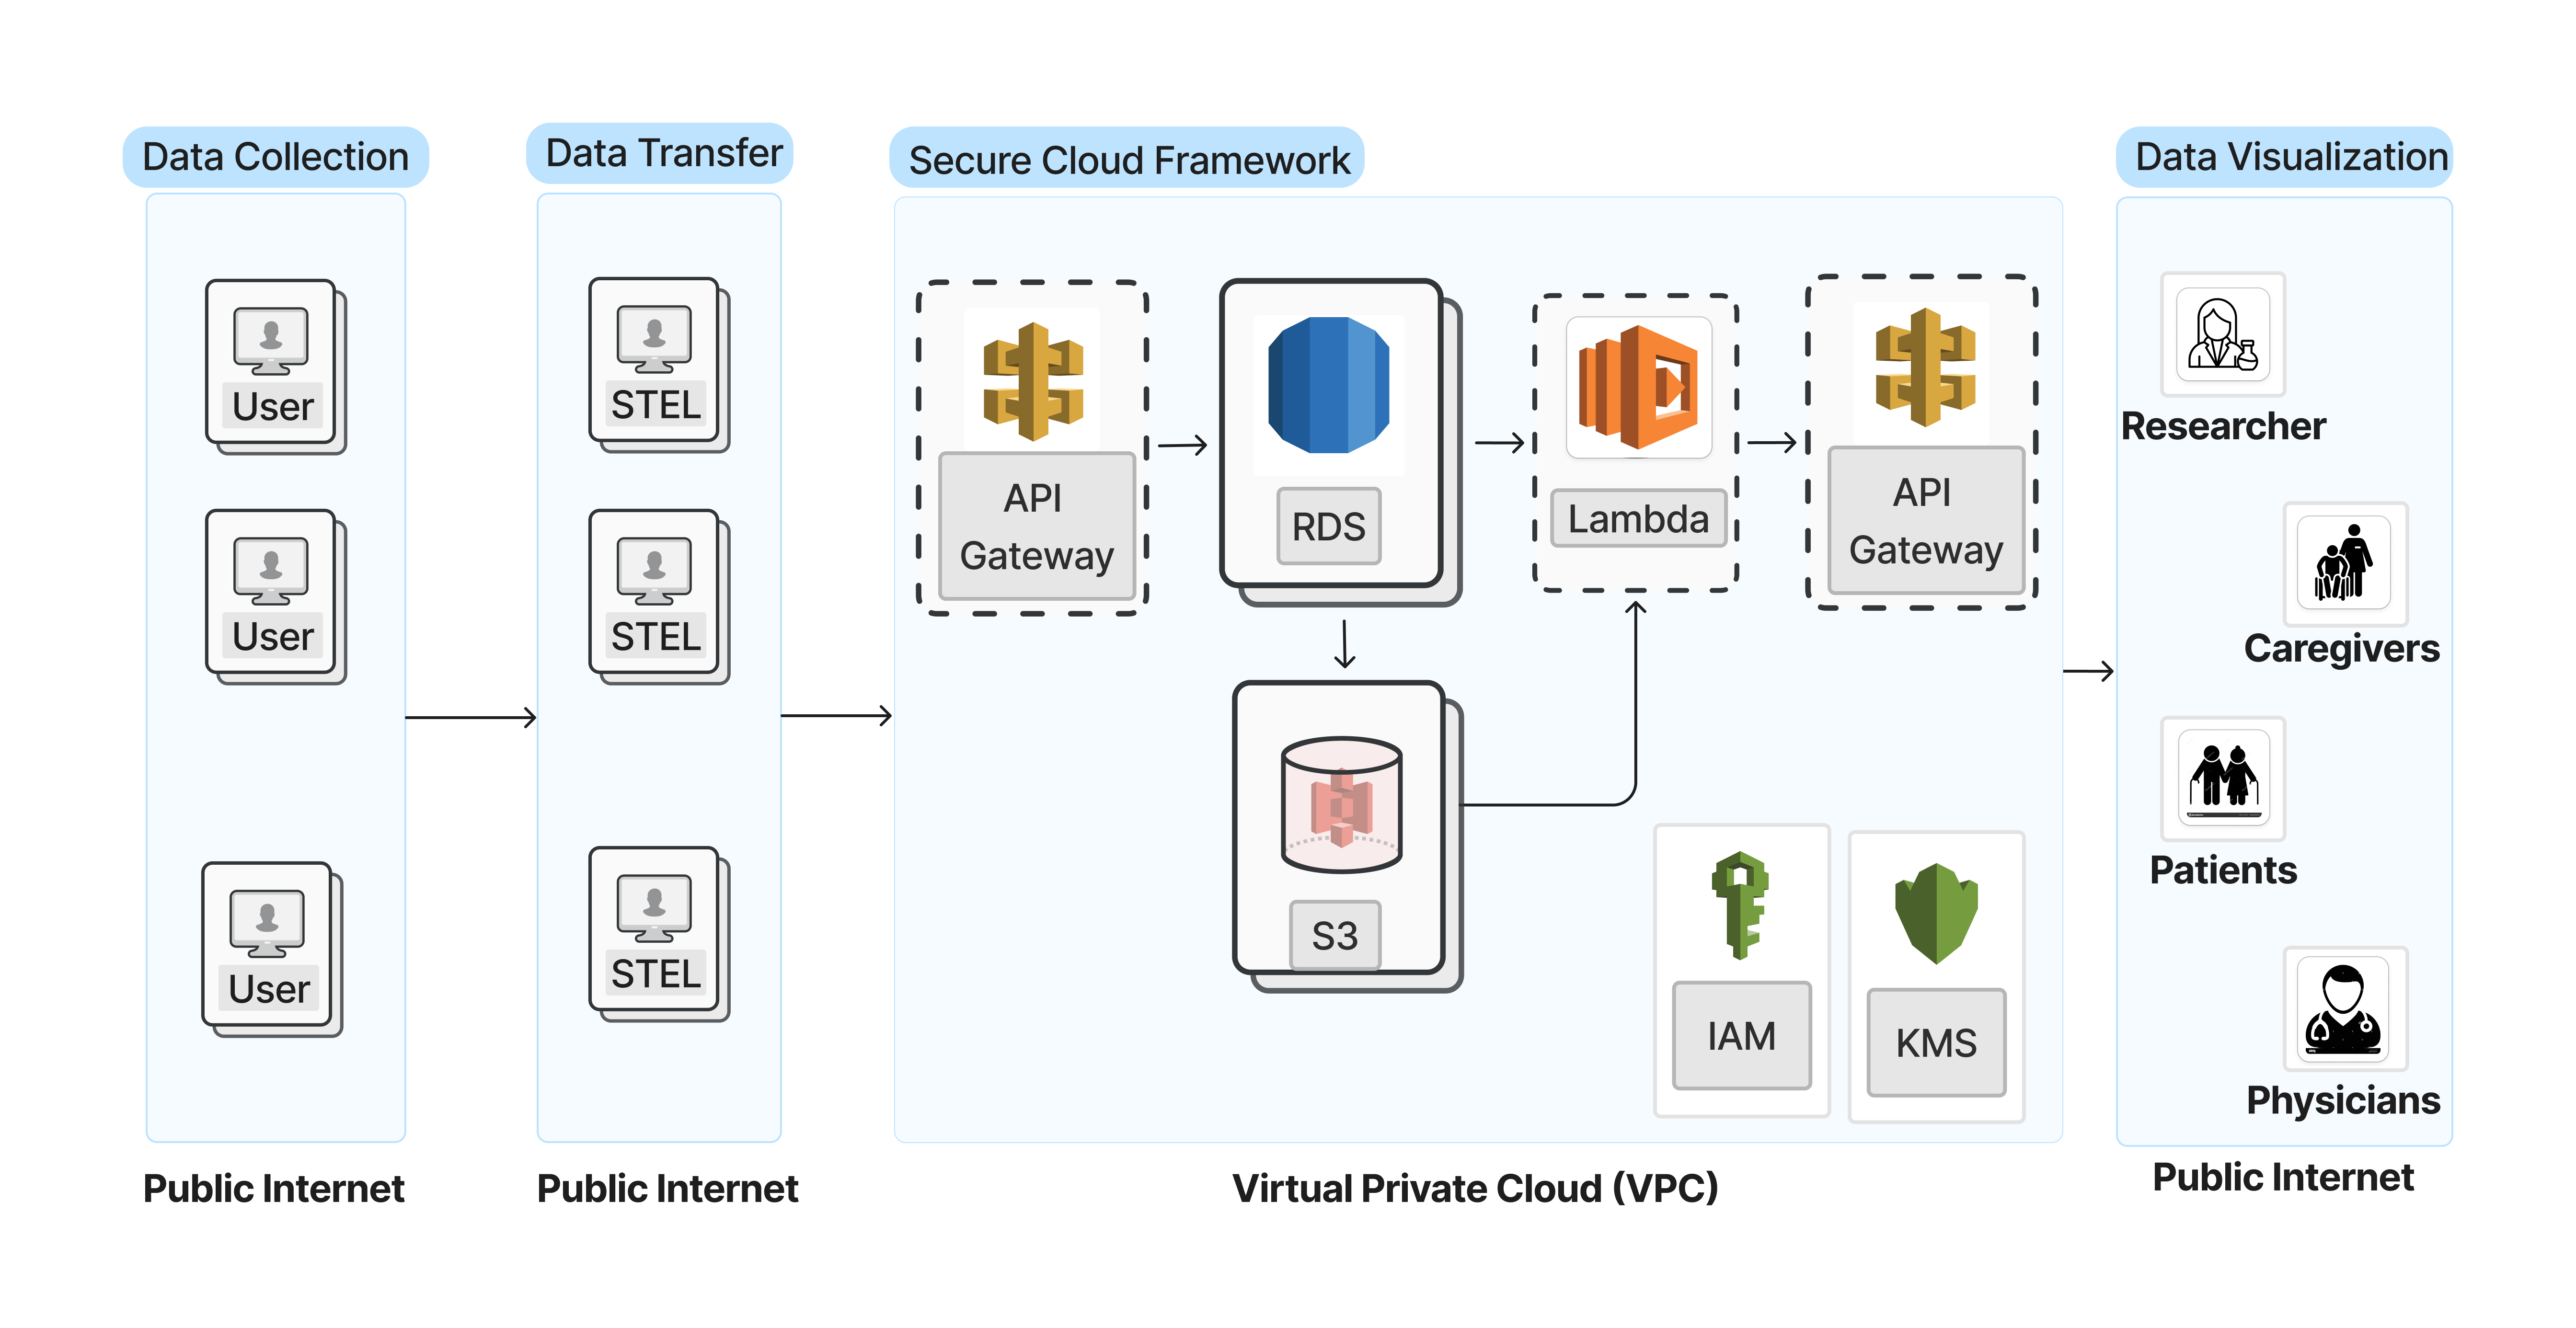 Data Collection
User
User
User
Public Internet
Data Transfer
STEL
STEL
STEL
Public Internet
Secure Cloud Framework
API
Gateway
RDS
Lambda
API
Gateway
S3
IAM
KMS
Virtual Private Cloud (VPC)
Data Visualization
Researcher
Caregivers
Patients
Physicians
Public Internet